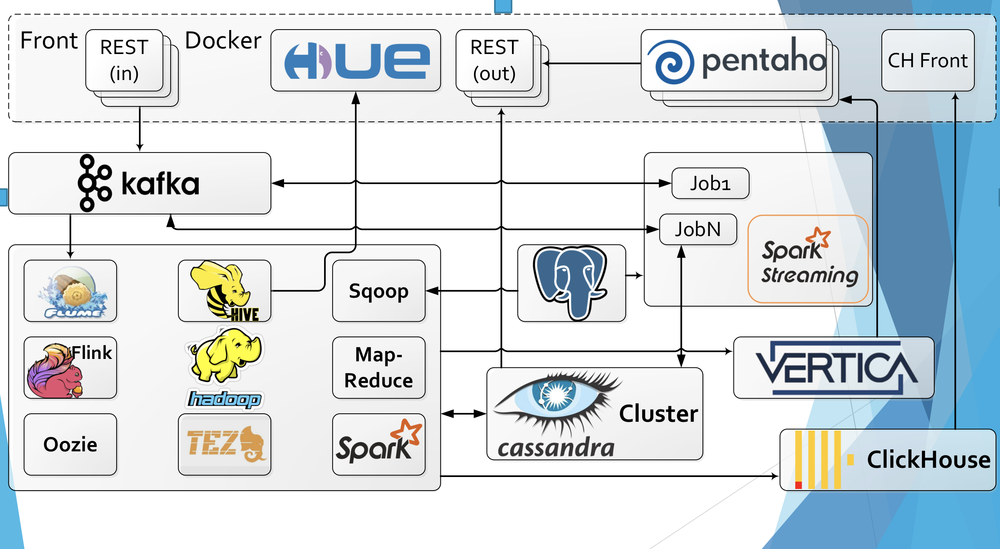 Front
REST
(in)
Docker
HUE
REST
(out)
pentaho
CH Front
kafka
Job1
JobN
Spark
Streaming
FLUME
HIVE
Sqoop
Flink
hadoop
Map-
Reduce
VERTICA
Oozie
TEZ
Spark
Cluster
cassandra
ClickHouse